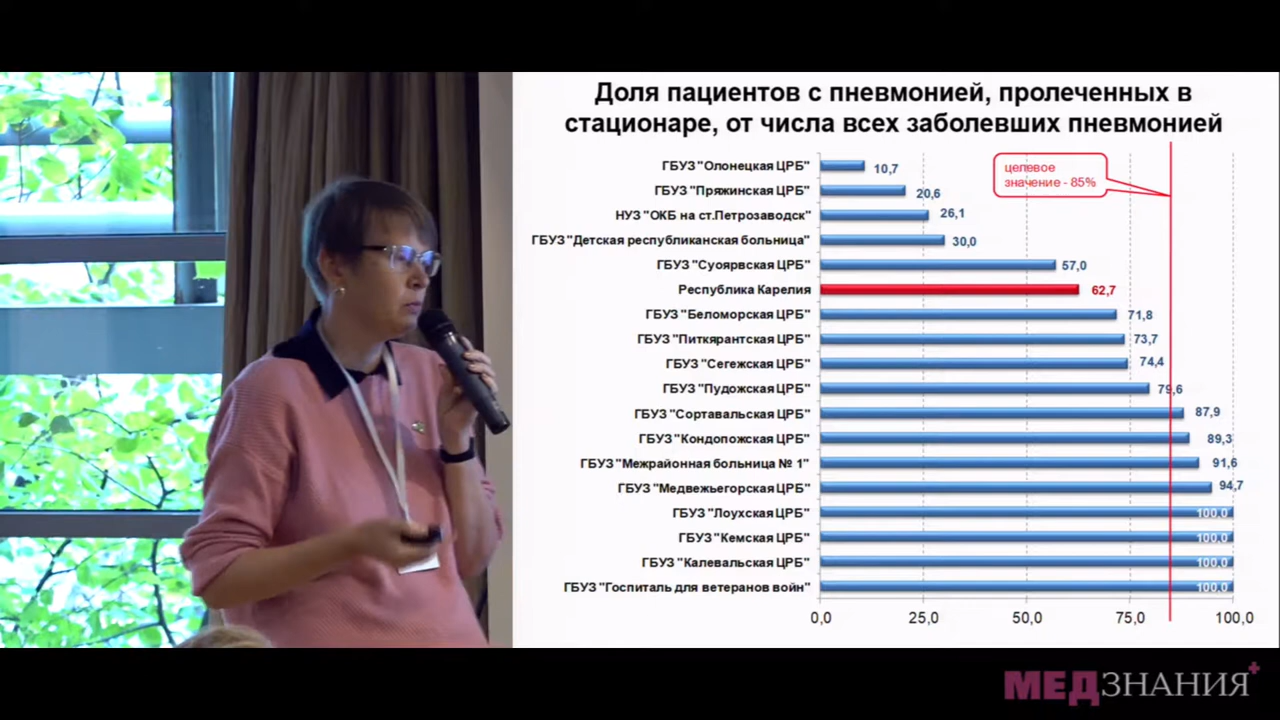 Доля пациентов с пневмонией, пролеченных в
стационаре, от числа всех заболевших пневмонией
целевое
значение - 85%
ГБУЗ "Олонецкая ЦРБ" 10,7
ГБУЗ "Пряжинская ЦРБ" 20,6
НУЗ "ОКБ на ст.Петрозаводск" 26,1
ГБУЗ "Детская республиканская больница" 30,0
ГБУЗ "Суоярвская ЦРБ" 57,0
Республика Карелия 62,7
ГБУЗ "Беломорская ЦРБ" 71,8
ГБУЗ "Питкярантская ЦРБ" 73,7
ГБУЗ "Сегежская ЦРБ" 74,4
ГБУЗ "Пудожская ЦРБ" 79,6
ГБУЗ "Сортавальская ЦРБ" 87,9
ГБУЗ "Кондопожская ЦРБ" 89,3
ГБУЗ "Межрайонная больница № 1" 91,6
ГБУЗ "Медвежьегорская ЦРБ" 94,7
ГБУЗ "Лоухская ЦРБ" 100,0
ГБУЗ "Кемская ЦРБ" 100,0
ГБУЗ "Калевальская ЦРБ" 100,0
ГБУЗ "Госпиталь для ветеранов войн" 100,0
0,0 25,0 50,0 75,0 100,0
МЕДЗНАНИЯ+